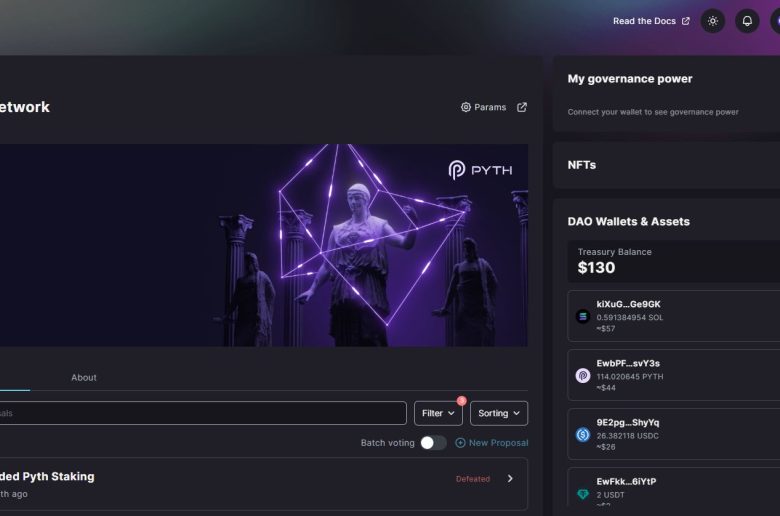 Read the Docs
etwork
Params
PYTH
About
sals
Filter
3
Sorting
Batch voting
New Proposal
ded Pyth Staking
th ago
Defeated
My governance power
Connect your wallet to see governance power
NFTs
DAO Wallets & Assets
Treasury Balance
$130
kiXuG...Ge9GK
0.591384954 SOL
≈$57
EwbPF...svY3s
114.020645 PYTH
≈$44
9E2pg...ShyYq
26.382118 USDC
≈$26
EwFkk...6iYtP
2 USDT